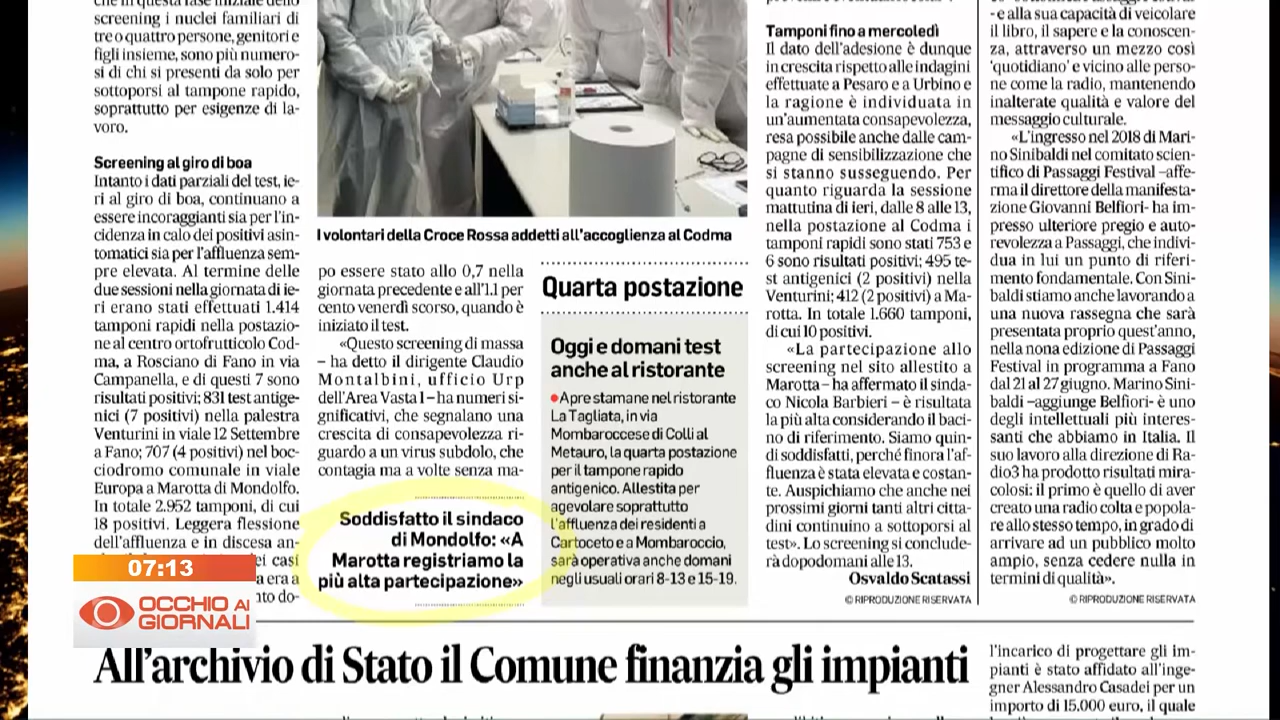 screening i nuclei familiari di
tre o quattro persone, genitori e
figli insieme, sono più numero-
si di chi si presenti da solo per
sottoporsi al tampone rapido,
soprattutto per esigenze di la-
voro.
Screening al giro di boa
Intanto i dati parziali del test, ie-
ri al giro di boa, continuano a
essere incoraggianti sia per l'in-
cidenza in calo dei positivi asin-
tomatici sia per l'affluenza sem-
pre elevata. Al termine delle
due sessioni nella giornata di ie-
ri erano stati effettuati 1.414
tamponi rapidi nella postazio-
ne al centro ortofrutticolo Cod-
ma, a Rosciano di Fano in via
Campanella, e di questi 7 sono
risultati positivi; 831 test antige-
nici (7 positivi) nella palestra
Venturini in viale 12 Settembre
a Fano; 707 (4 positivi) nel boc-
ciodromo comunale in viale
Europa a Marotta di Mondolfo.
In totale 2.952 tamponi, di cui
18 positivi. Leggera flessione
dell'affluenza e in discesa an-
casi
era a
nto do-
I volontari della Croce Rossa addetti all'accoglienza al Codma
po essere stato allo 0,7 nella
giornata precedente e all'1.1 per
cento venerdì scorso, quando è
iniziato il test.
«Questo screening di massa
– ha detto il dirigente Claudio
Montalbini, ufficio Urp
dell'Area Vasta 1 – ha numeri si-
gnificativi, che segnalano una
crescita di consapevolezza ri-
guardo a un virus subdolo, che
contagia ma a volte senza ma-
Soddisfatto il sindaco
di Mondolfo: «A
Marotta registriamo la
più alta partecipazione»
Quarta postazione
Oggi e domani test
anche al ristorante
● Apre stamane nel ristorante
La Tagliata, in via
Mombaroccese di Colli al
Metauro, la quarta postazione
per il tampone rapido
antigenico. Allestita per
agevolare soprattutto
l'affluenza dei residenti a
Cartoceto e a Mombaroccio,
sarà operativa anche domani
negli usuali orari 8-13 e 15-19.
Tamponi fino a mercoledì
Il dato dell'adesione è dunque
in crescita rispetto alle indagini
effettuate a Pesaro e a Urbino e
la ragione è individuata in
un'aumentata consapevolezza,
resa possibile anche dalle cam-
pagne di sensibilizzazione che
si stanno susseguendo. Per
quanto riguarda la sessione
mattutina di ieri, dalle 8 alle 13,
nella postazione al Codma i
tamponi rapidi sono stati 753 e
6 sono risultati positivi; 495 te-
st antigenici (2 positivi) nella
Venturini; 412 (2 positivi) a Ma-
rotta. In totale 1.660 tamponi,
di cui 10 positivi.
«La partecipazione allo
screening nel sito allestito a
Marotta – ha affermato il sinda-
co Nicola Barbieri – è risultata
la più alta considerando il baci-
no di riferimento. Siamo quin-
di soddisfatti, perché finora l'af-
fluenza è stata elevata e costan-
te. Auspichiamo che anche nei
prossimi giorni tanti altri citta-
dini continuino a sottoporsi al
test». Lo screening si conclude-
rà dopodomani alle 13.
Osvaldo Scatassi
© RIPRODUZIONE RISERVATA
- e alla sua capacità di veicolare
il libro, il sapere e la conoscen-
za, attraverso un mezzo così
'quotidiano' e vicino alle perso-
ne come la radio, mantenendo
inalterate qualità e valore del
messaggio culturale.
«L'ingresso nel 2018 di Mari-
no Sinibaldi nel comitato scien-
tifico di Passaggi Festival –affe-
rma il direttore della manifesta-
zione Giovanni Belfiori- ha im-
presso ulteriore pregio e auto-
revolezza a Passaggi, che indivi-
dua in lui un punto di riferi-
mento fondamentale. Con Sini-
baldi stiamo anche lavorando a
una nuova rassegna che sarà
presentata proprio quest'anno,
nella nona edizione di Passaggi
Festival in programma a Fano
dal 21 al 27 giugno. Marino Sini-
baldi –aggiunge Belfiori- è uno
degli intellettuali più interes-
santi che abbiamo in Italia. Il
suo lavoro alla direzione di Ra-
dio3 ha prodotto risultati mira-
colosi: il primo è quello di aver
creato una radio colta e popola-
re allo stesso tempo, in grado di
arrivare ad un pubblico molto
ampio, senza cedere nulla in
termini di qualità».
© RIPRODUZIONE RISERVATA
07:13
OCCHIO AI
GIORNALI
All'archivio di Stato il Comune finanzia gli impianti
l'incarico di progettare gli im-
pianti è stato affidato all'inge-
gner Alessandro Casadei per un
importo di 15.000 euro, il quale